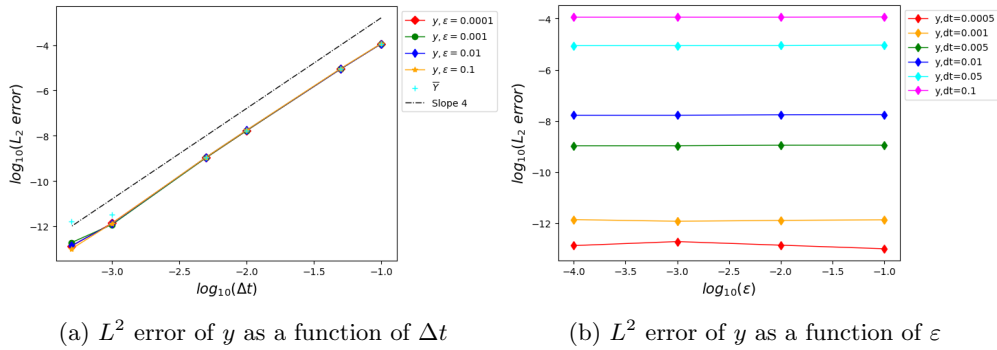 y, ε = 0.0001
y, ε = 0.001
y, ε = 0.01
y, ε = 0.1
Y̅
Slope 4
log₁₀(L₂ error)
−4
−6
−8
−10
−12
−3.0 −2.5 −2.0 −1.5 −1.0
log₁₀(Δt)
(a) L² error of y as a function of Δt
y,dt=0.0005
y,dt=0.001
y,dt=0.005
y,dt=0.01
y,dt=0.05
y,dt=0.1
log₁₀(L₂ error)
−4
−6
−8
−10
−12
−4.0 −3.5 −3.0 −2.5 −2.0 −1.5 −1.0
log₁₀(ε)
(b) L² error of y as a function of ε